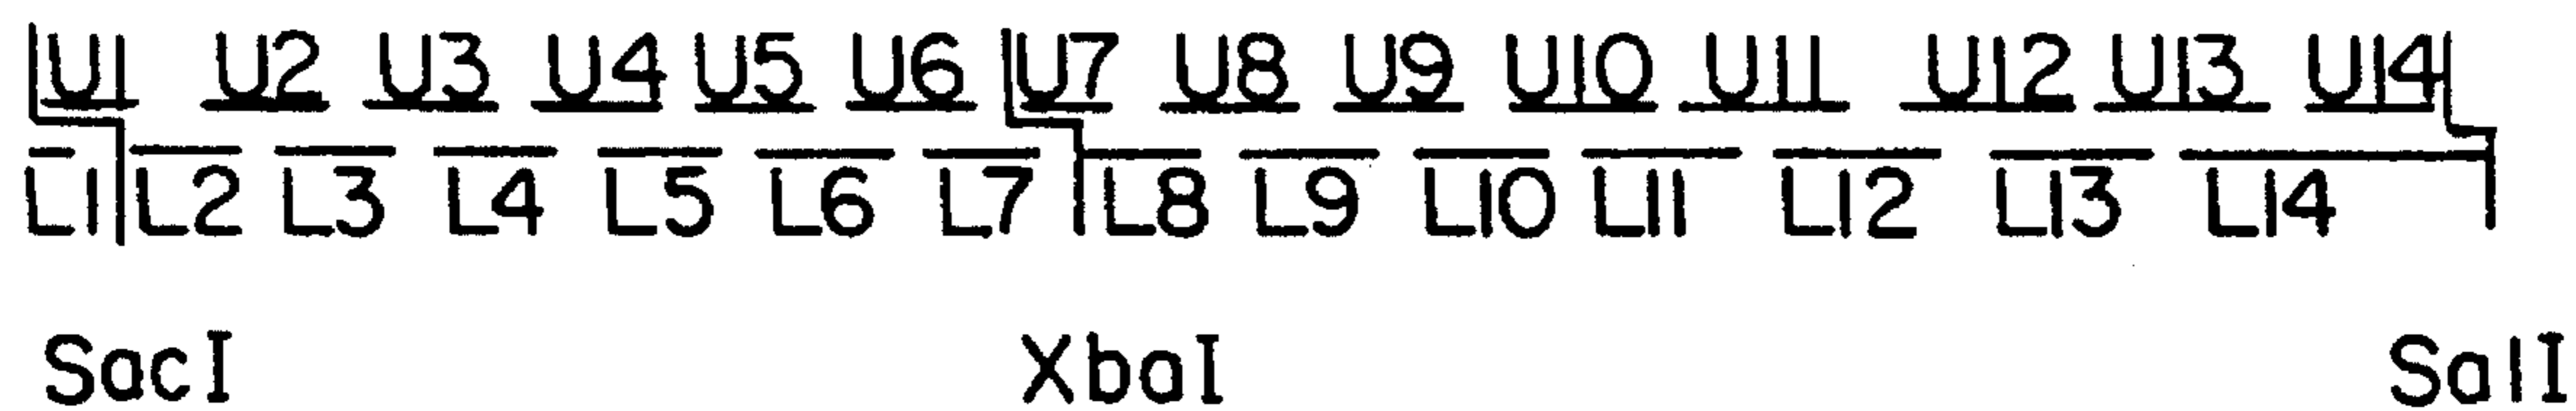 U1 U2 U3 U4 U5 U6 U7 U8 U9 U10 U11 U12 U13 U14
L1 L2 L3 L4 L5 L6 L7 L8 L9 L10 L11 L12 L13 L14
SacI XbaI SalI